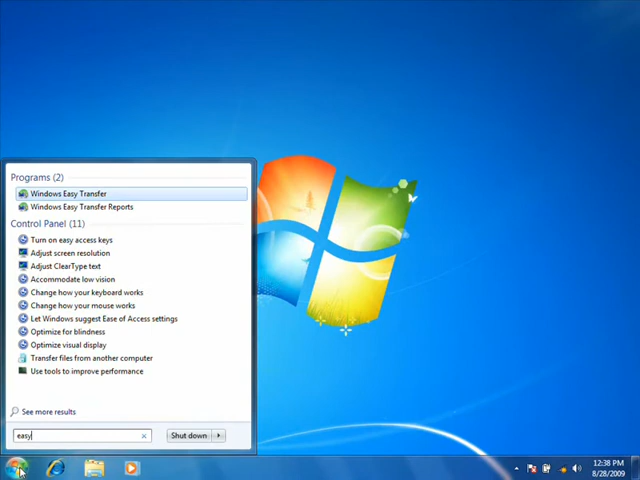 Programs (2)
Windows Easy Transfer
Windows Easy Transfer Reports
Control Panel (11)
Turn on easy access keys
Adjust screen resolution
Adjust ClearType text
Accommodate low vision
Change how your keyboard works
Change how your mouse works
Let Windows suggest Ease of Access settings
Optimize for blindness
Optimize visual display
Transfer files from another computer
Use tools to improve performance
See more results
easy
Shut down
12:38 PM
8/28/2009